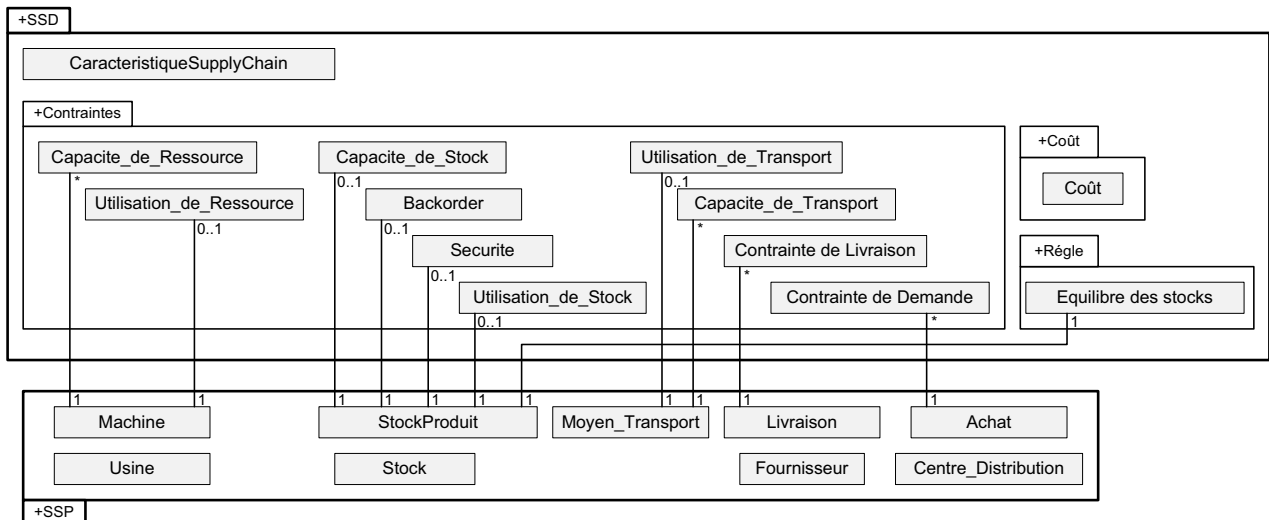 +SSD
CaracteristiqueSupplyChain
+Contraintes
+Coût
Capacite_de_Ressource
Capacite_de_Stock
Utilisation_de_Transport
Coût
*
0..1
0..1
Utilisation_de_Ressource
Backorder
Capacite_de_Transport
0..1
0..1
*
Securite
Contrainte de Livraison
+Régle
0..1
*
Utilisation_de_Stock
Contrainte de Demande
Equilibre des stocks
0..1
*
1
1 1 1 1 1 1 1 1 1 1 1
Machine
StockProduit
Moyen_Transport
Livraison
Achat
Usine
Stock
Fournisseur
Centre_Distribution
+SSP